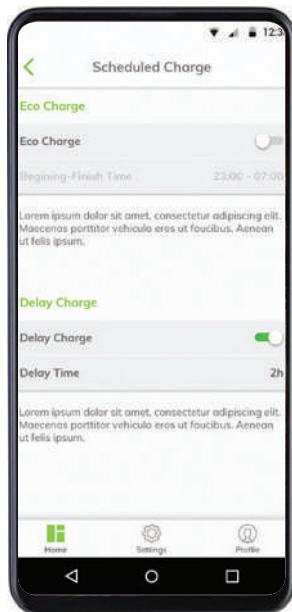 12:3
Scheduled Charge
Eco Charge
Eco Charge
Begining-Finish Time 23:00 - 07:00
Lorem ipsum dolor sit amet, consectetur adipiscing elit.
Maecenas porttitor vehicula eros ut faucibus. Aenean
ut felis ipsum.
Delay Charge
Delay Charge
Delay Time 2h
Lorem ipsum dolor sit amet, consectetur adipiscing elit.
Maecenas porttitor vehicula eros ut faucibus. Aenean
ut felis ipsum.
Home Settings Profile